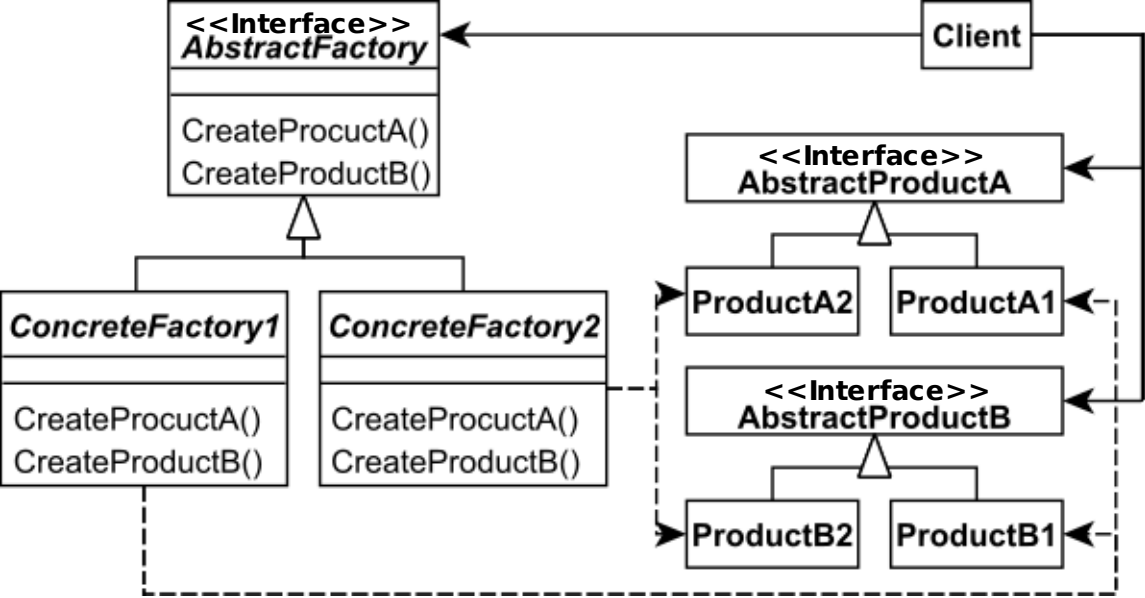 <<Interface>>
AbstractFactory
CreateProcuctA()
CreateProductB()
Client
<<Interface>>
AbstractProductA
ProductA2
ProductA1
ConcreteFactory1
CreateProcuctA()
CreateProductB()
ConcreteFactory2
CreateProcuctA()
CreateProductB()
<<Interface>>
AbstractProductB
ProductB2
ProductB1